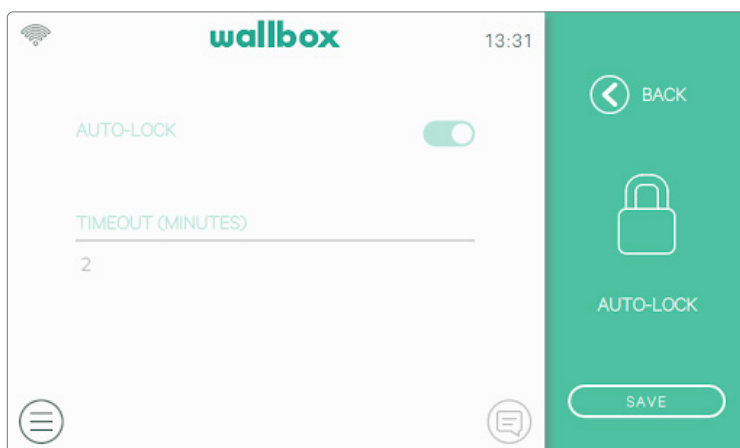 wallbox
13:31
AUTO-LOCK
TIMEOUT (MINUTES)
2
BACK
AUTO-LOCK
SAVE